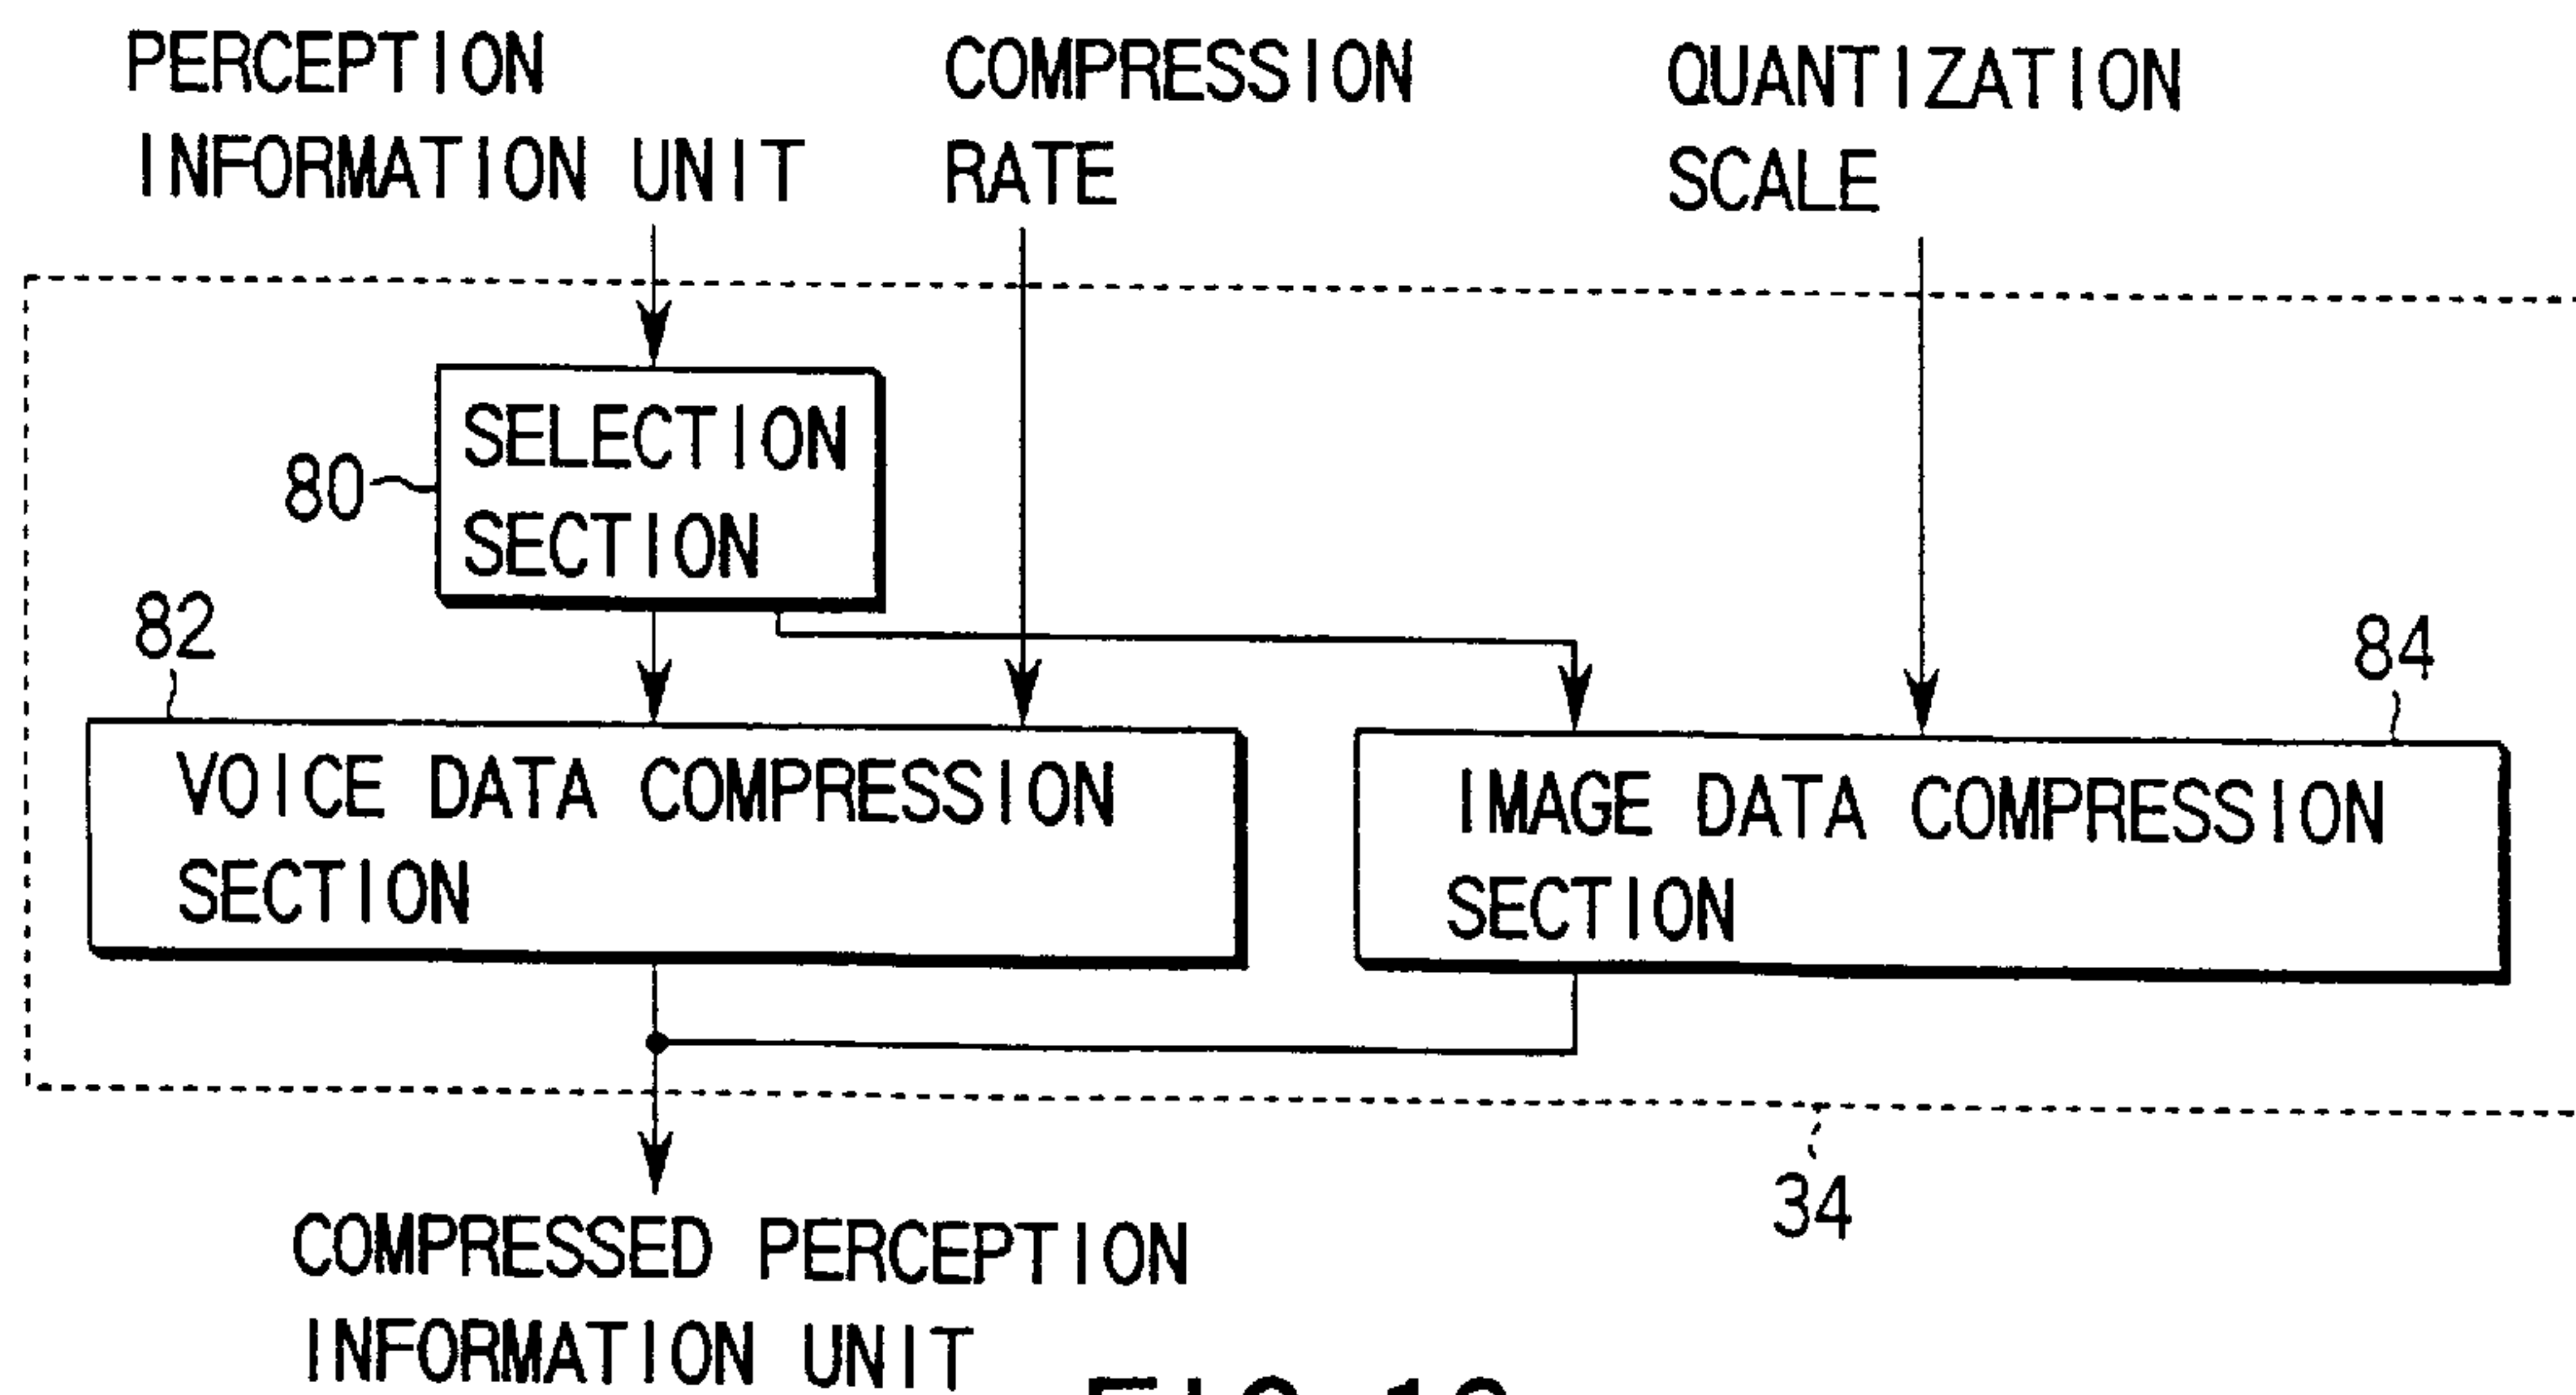 PERCEPTION
INFORMATION UNIT
COMPRESSION
RATE
QUANTIZATION
SCALE
SELECTION
SECTION
80
82
84
VOICE DATA COMPRESSION
SECTION
IMAGE DATA COMPRESSION
SECTION
34
COMPRESSED PERCEPTION
INFORMATION UNIT